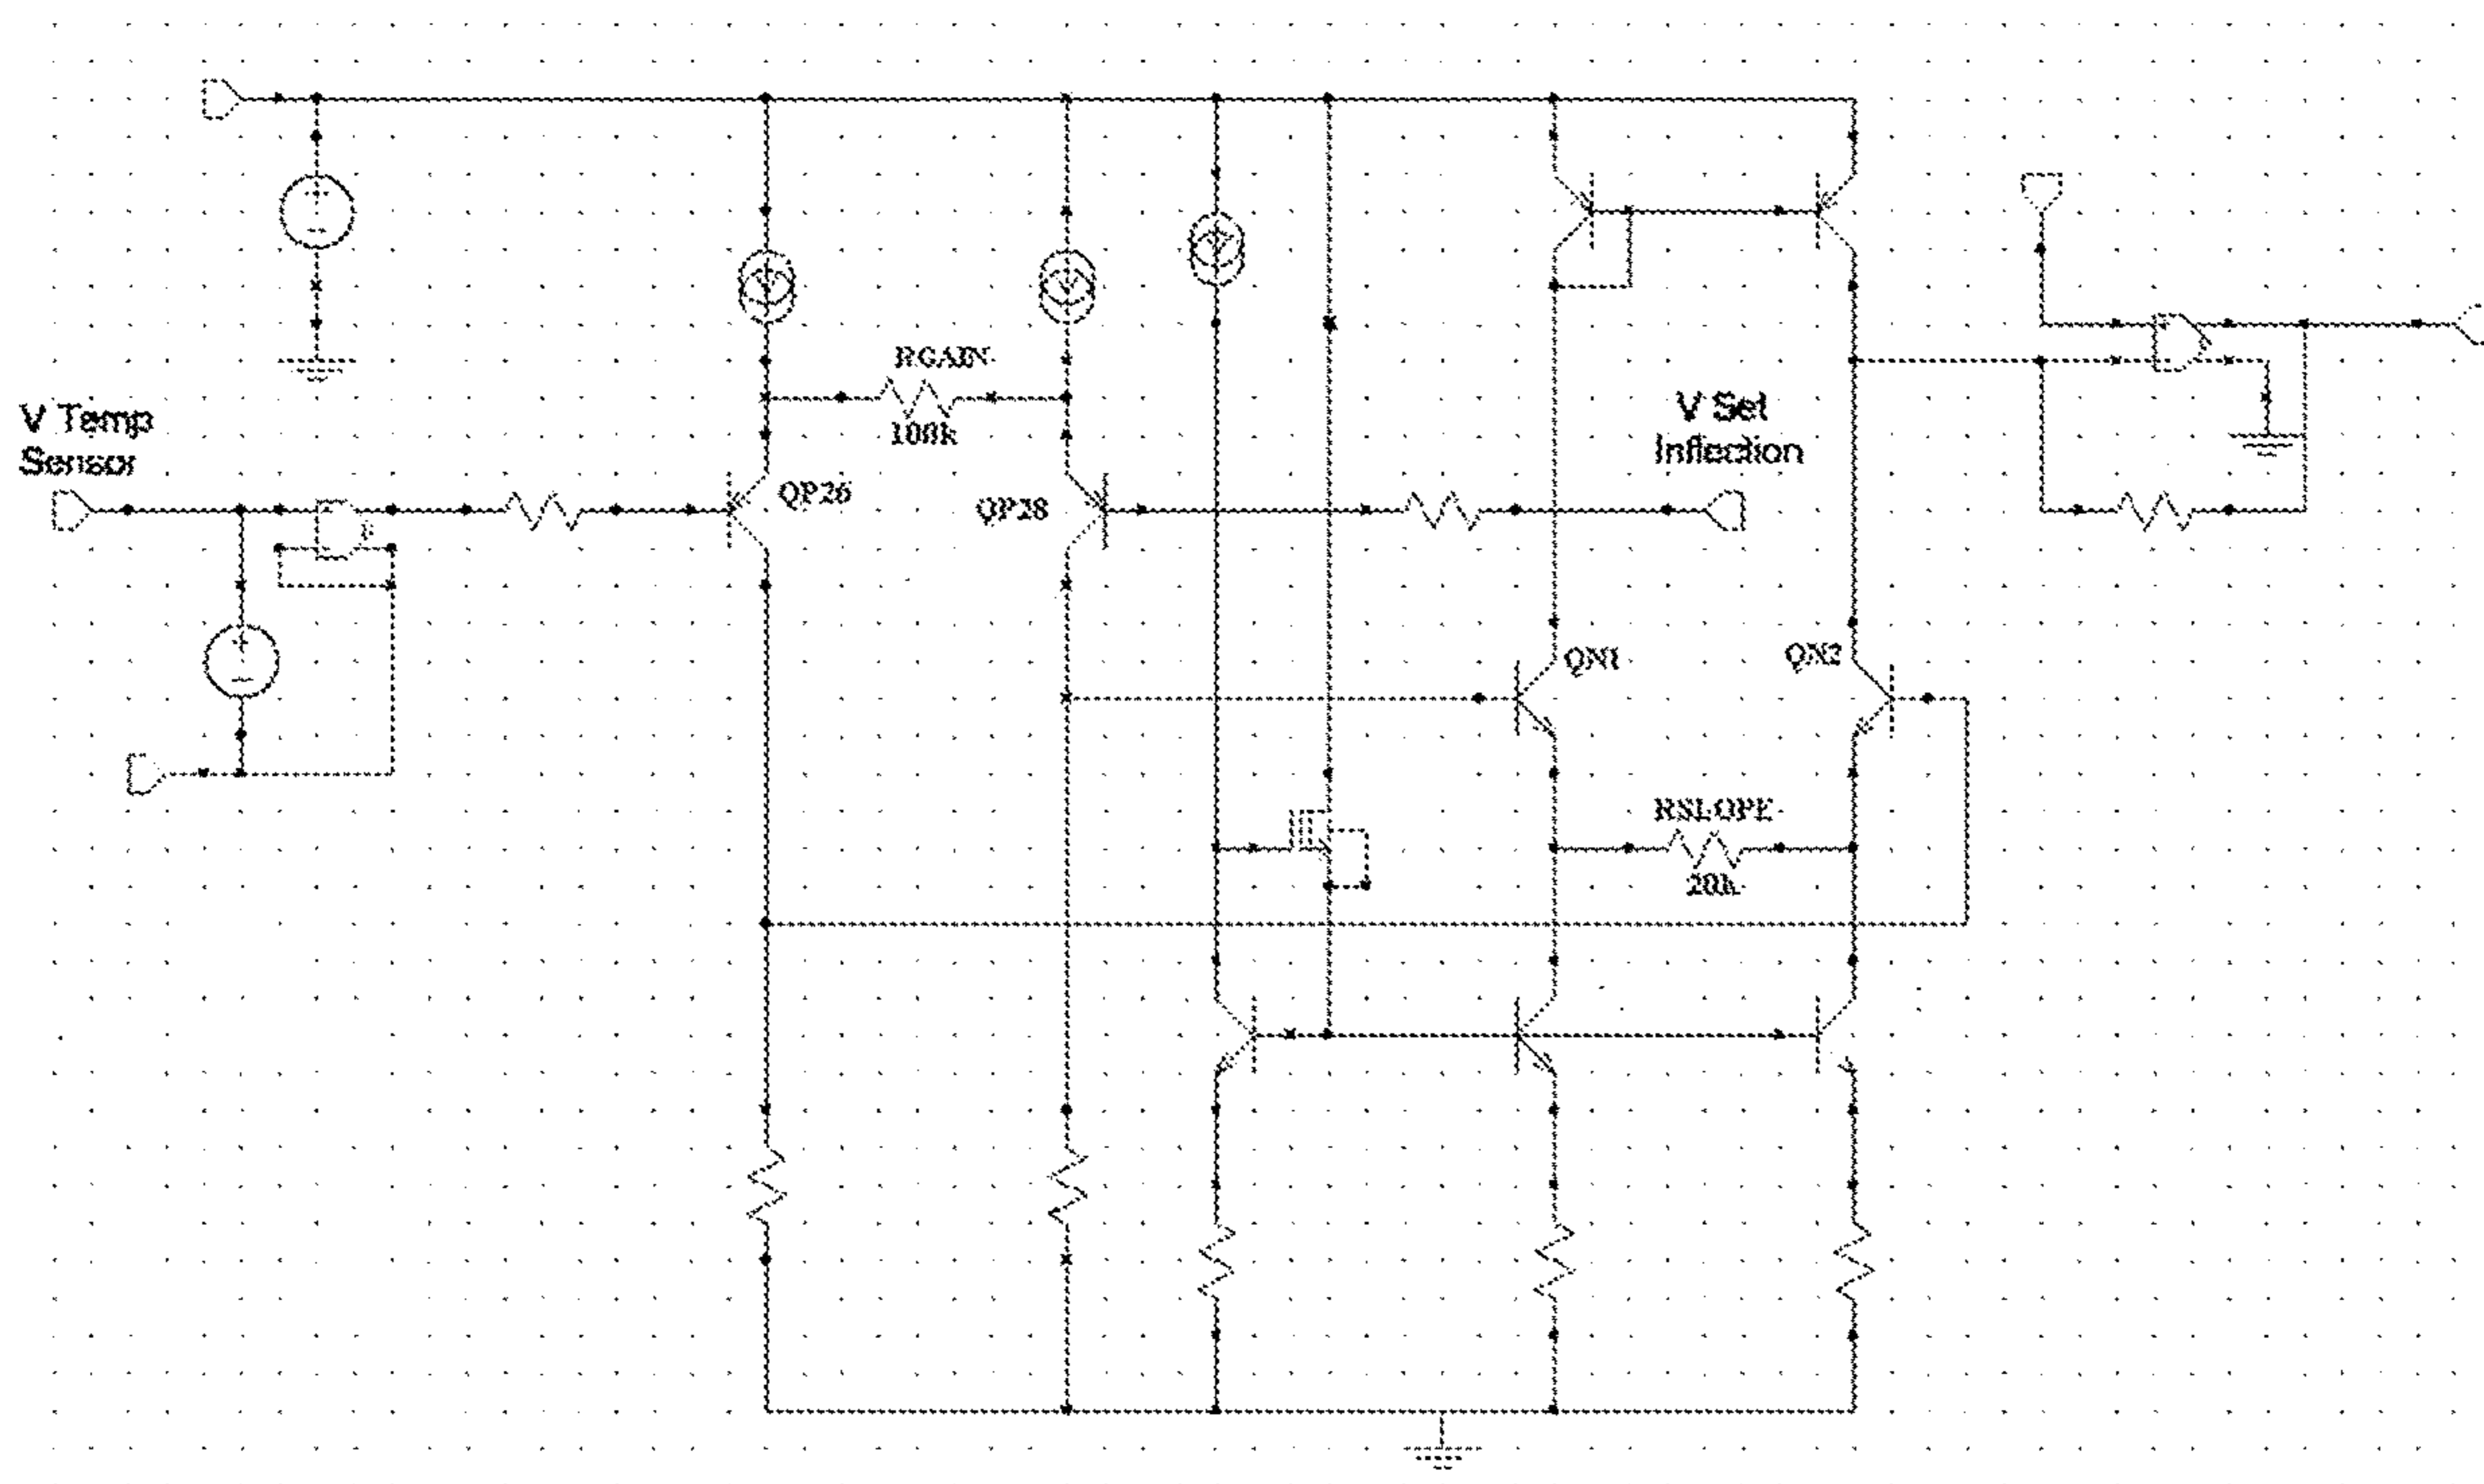 RGAIN
100k
V Temp
Sensor
V Set
Inflection
QP26
QP28
QN1
QN2
RSLOPE
20k